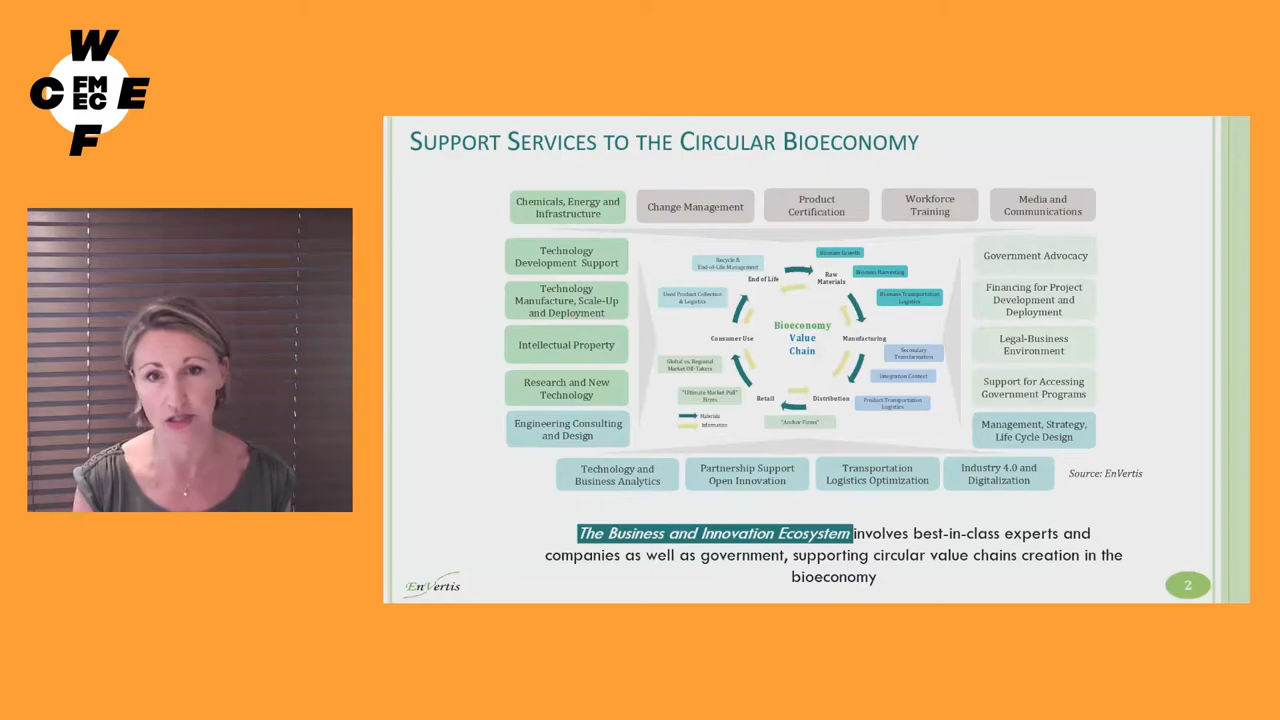 W
C FM E
EC
F
SUPPORT SERVICES TO THE CIRCULAR BIOECONOMY
Chemicals, Energy and
Infrastructure
Change Management
Product
Certification
Workforce
Training
Media and
Communications
Technology
Development Support
Technology
Manufacture, Scale-Up
and Deployment
Intellectual Property
Research and New
Technology
Engineering Consulting
and Design
Recycle &
End-of-Life Management
End of Life
Biomass Growth
Raw
Materials
Biomass Harvesting
Used Product Collection
& Logistics
Biomass Transportation
Logistics
Bioeconomy
Value
Chain
Consumer Use
Manufacturing
Secondary
Transformation
Global vs. Regional
Market Off-Takers
Integration Context
"Ultimate Market Pull"
Firms
Retail
Distribution
Product Transportation
Logistics
Materials
Information
"Anchor Firms"
Government Advocacy
Financing for Project
Development and
Deployment
Legal-Business
Environment
Support for Accessing
Government Programs
Management, Strategy,
Life Cycle Design
Technology and
Business Analytics
Partnership Support
Open Innovation
Transportation
Logistics Optimization
Industry 4.0 and
Digitalization
Source: EnVertis
The Business and Innovation Ecosystem involves best-in-class experts and
companies as well as government, supporting circular value chains creation in the
bioeconomy
EnVertis
2